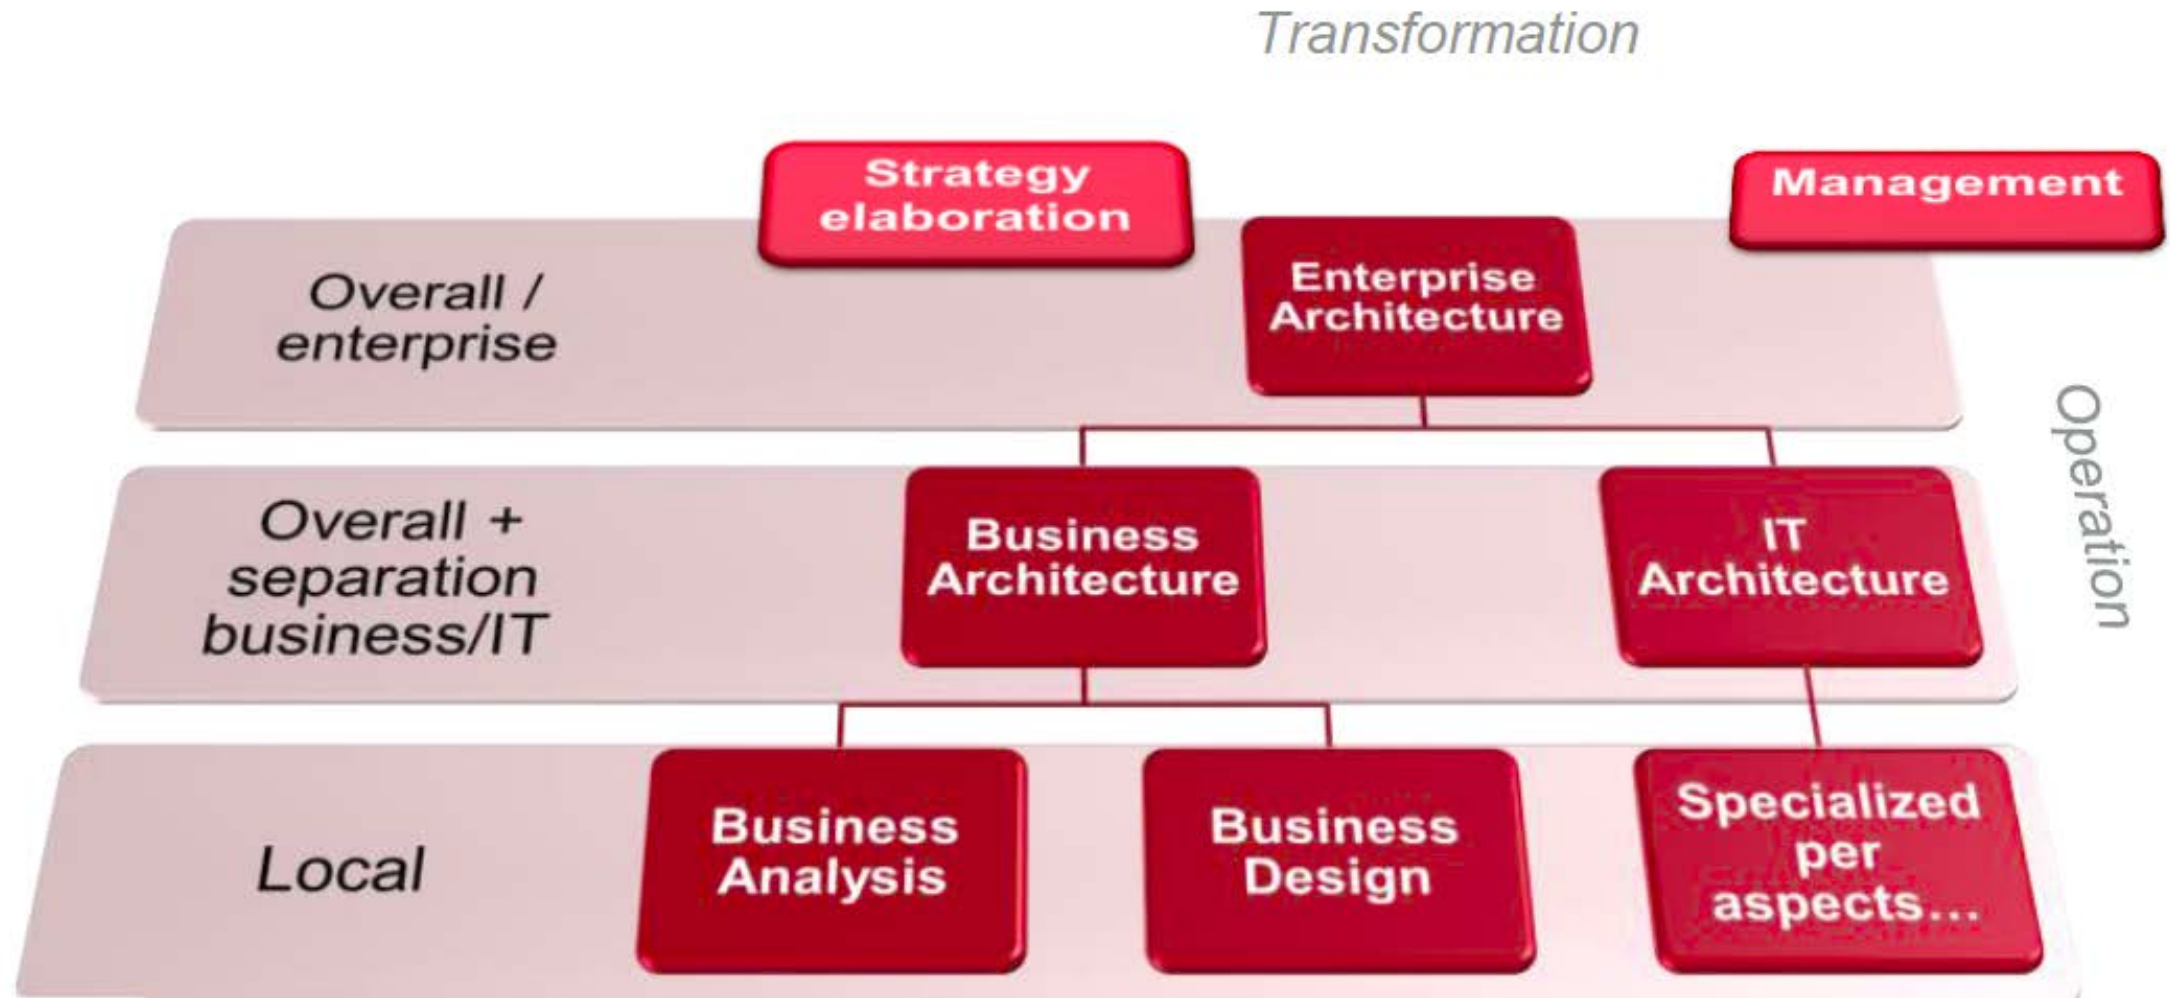 Transformation
Strategy
elaboration
Management
Overall /
enterprise
Enterprise
Architecture
Operation
Overall +
separation
business/IT
Business
Architecture
IT
Architecture
Local
Business
Analysis
Business
Design
Specialized
per
aspects...